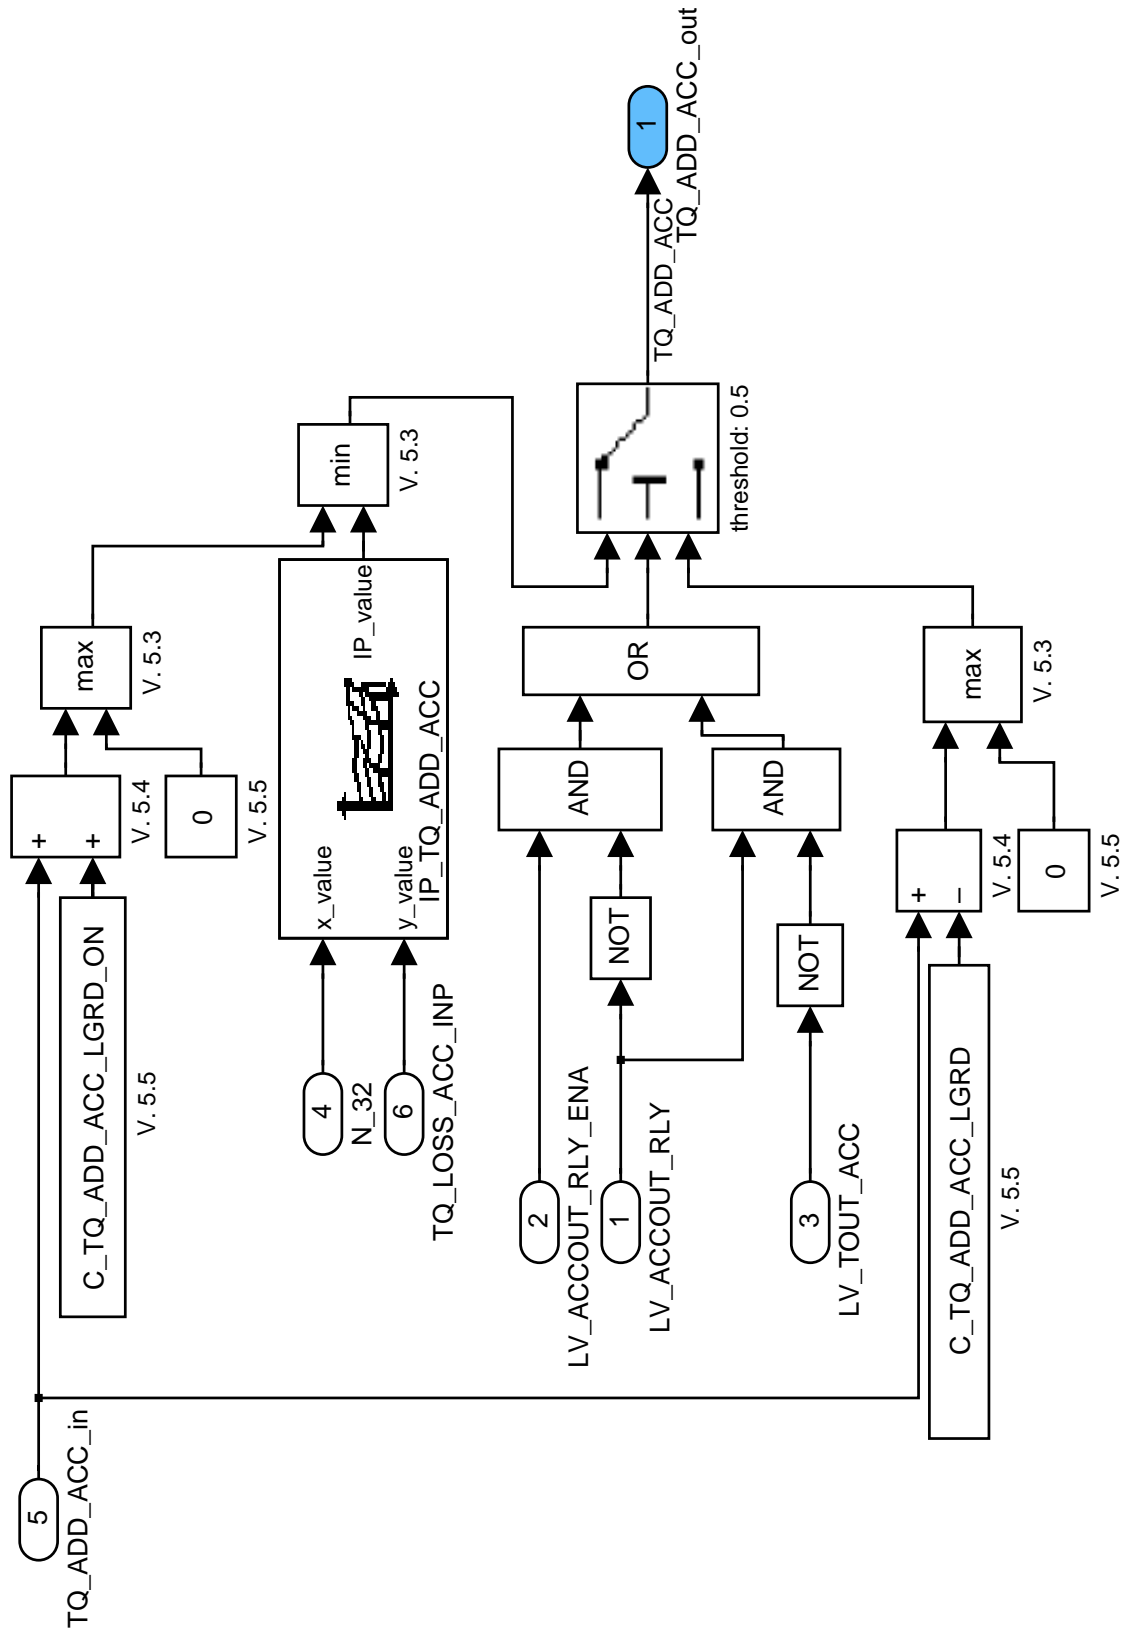 5
TQ_ADD_ACC_in
C_TQ_ADD_ACC_LGRD_ON
V. 5.5
+
+
V. 5.4
0
V. 5.5
max
V. 5.3
4
N_32
6
TQ_LOSS_ACC_INP
x_value
y_value
IP_value
IP_TQ_ADD_ACC
min
V. 5.3
2
LV_ACCOUT_RLY_ENA
1
LV_ACCOUT_RLY
3
LV_TOUT_ACC
NOT
NOT
AND
AND
OR
threshold: 0.5
TQ_ADD_ACC
1
TQ_ADD_ACC_out
C_TQ_ADD_ACC_LGRD
V. 5.5
+
–
V. 5.4
0
V. 5.5
max
V. 5.3